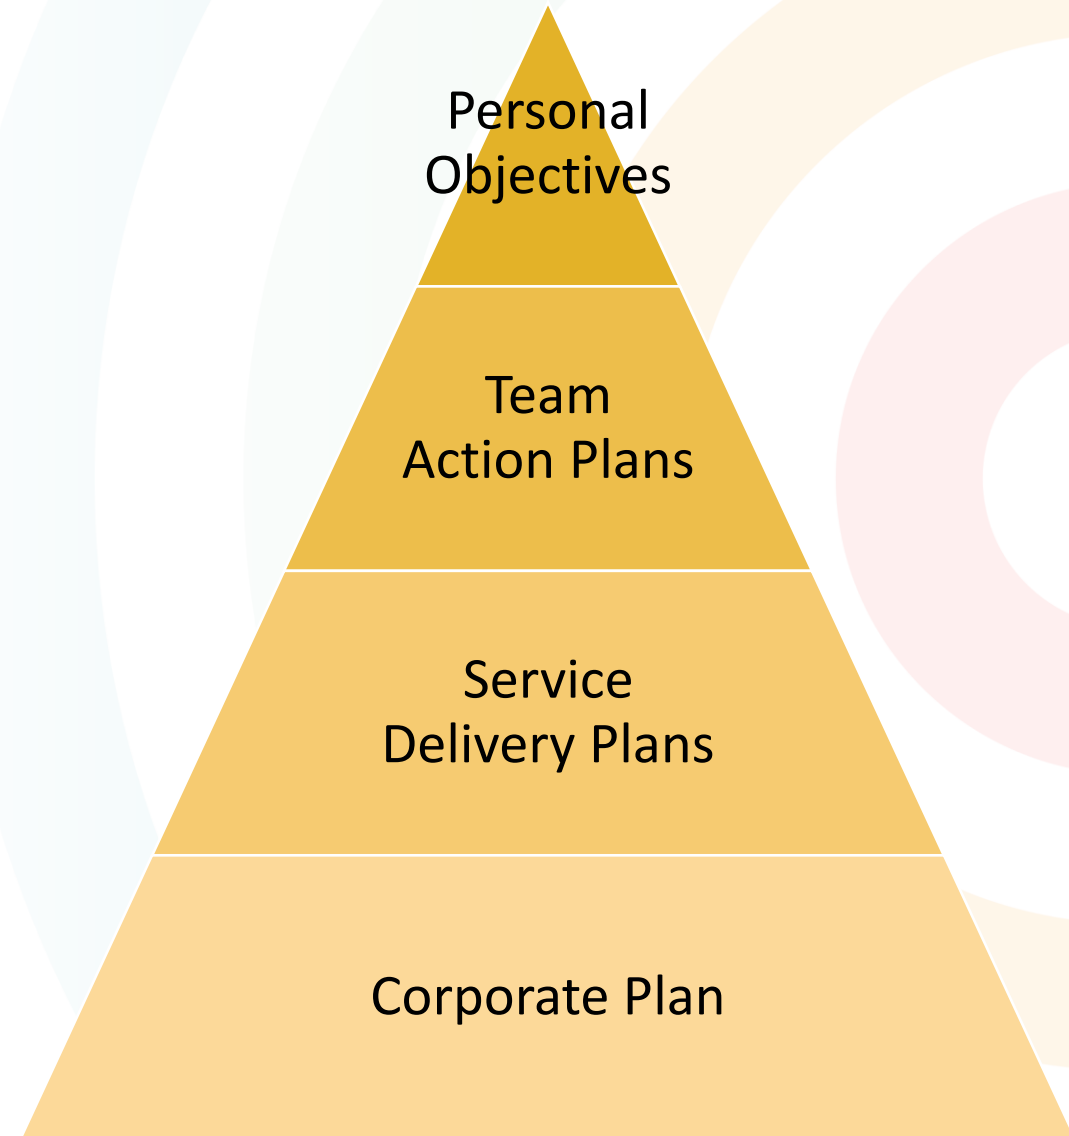 Personal
Objectives
Team
Action Plans
Service
Delivery Plans
Corporate Plan